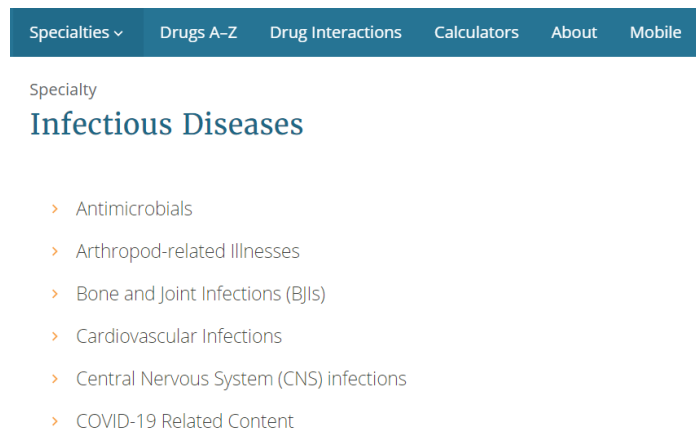 Specialties Drugs A–Z Drug Interactions Calculators About Mobile
Specialty
Infectious Diseases
Antimicrobials
Arthropod-related Illnesses
Bone and Joint Infections (BJIs)
Cardiovascular Infections
Central Nervous System (CNS) infections
COVID-19 Related Content